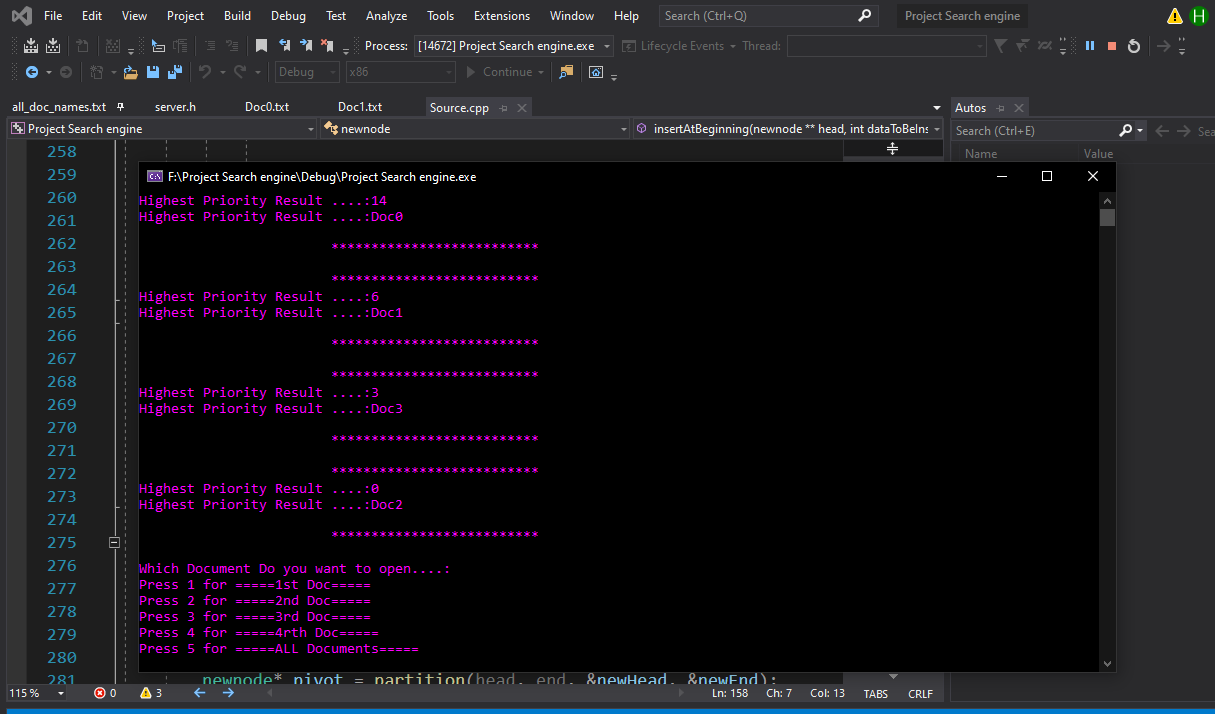 File Edit View Project Build Debug Test Analyze Tools Extensions Window Help Search (Ctrl+Q) Project Search engine H
Process: [14672] Project Search engine.exe Lifecycle Events Thread:
Debug x86 Continue
all_doc_names.txt server.h Doc0.txt Doc1.txt Source.cpp Autos
Project Search engine newnode insertAtBeginning(newnode ** head, int dataToBeIns Search (Ctrl+E) Sea
258 Name Value
259 F:\Project Search engine\Debug\Project Search engine.exe
260 Highest Priority Result ....:14
261 Highest Priority Result ....:Doc0
262 **************************
263 **************************
264 Highest Priority Result ....:6
265 Highest Priority Result ....:Doc1
266 **************************
267
268 **************************
269 Highest Priority Result ....:3
270 Highest Priority Result ....:Doc3
271 **************************
272 **************************
273 Highest Priority Result ....:0
274 Highest Priority Result ....:Doc2
275 **************************
276 Which Document Do you want to open....:
277 Press 1 for =====1st Doc=====
Press 2 for =====2nd Doc=====
278 Press 3 for =====3rd Doc=====
279 Press 4 for =====4rth Doc=====
280 Press 5 for =====ALL Documents=====
281 newnode* pivot = partition(head, end, &newHead, &newEnd);
115 % 0 3 Ln: 158 Ch: 7 Col: 13 TABS CRLF